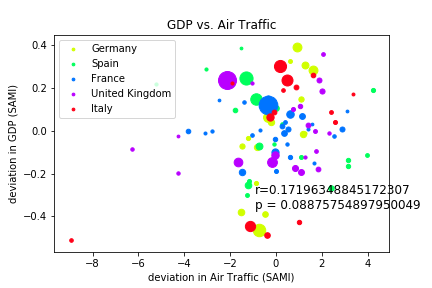 GDP vs. Air Traffic
Germany
Spain
France
United Kingdom
Italy
0.4
0.2
0.0
−0.2
−0.4
deviation in GDP (SAMI)
r=0.17196348845172307
p = 0.08875754897950049
−8 −6 −4 −2 0 2 4
deviation in Air Traffic (SAMI)